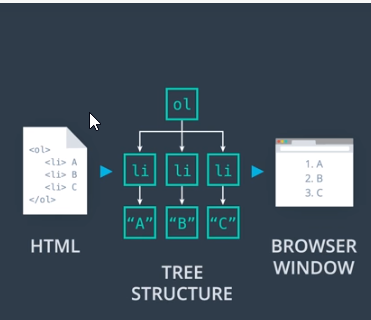 <ol>
<li> A
<li> B
<li> C
</ol>
HTML
ol
li li li
“A” “B” “C”
TREE
STRUCTURE
1. A
2. B
3. C
BROWSER
WINDOW